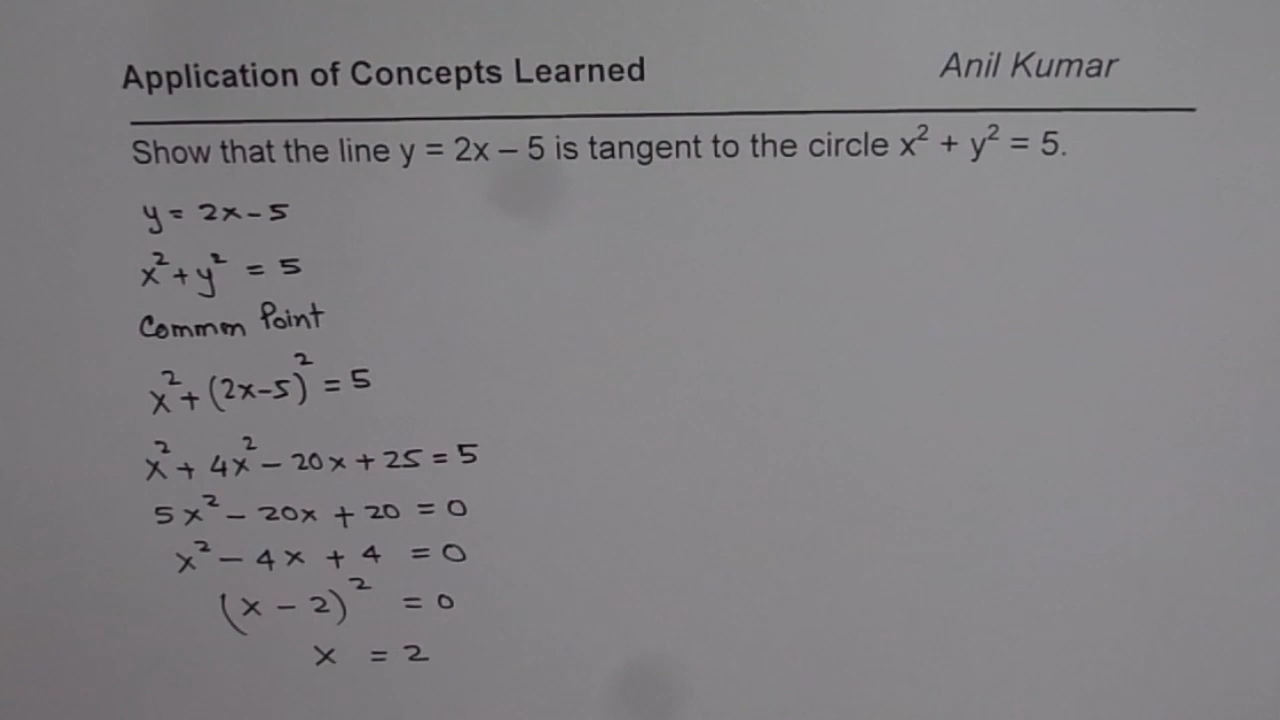 Application of Concepts Learned Anil Kumar
Show that the line y = 2x – 5 is tangent to the circle x² + y² = 5.
y = 2x - 5
x² + y² = 5
Common Point
x² + (2x-5)² = 5
x² + 4x² - 20x + 25 = 5
5x² - 20x + 20 = 0
x² - 4x + 4 = 0
(x - 2)² = 0
x = 2